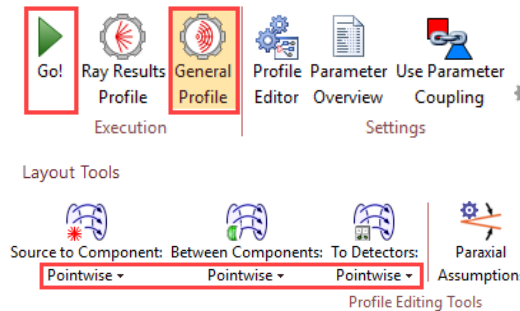 Go! Ray Results General Profile Parameter Use Parameter
Profile Profile Editor Overview Coupling
Execution Settings
Layout Tools
Source to Component: Between Components: To Detectors: Paraxial
Pointwise Pointwise Pointwise Assumptions
Profile Editing Tools